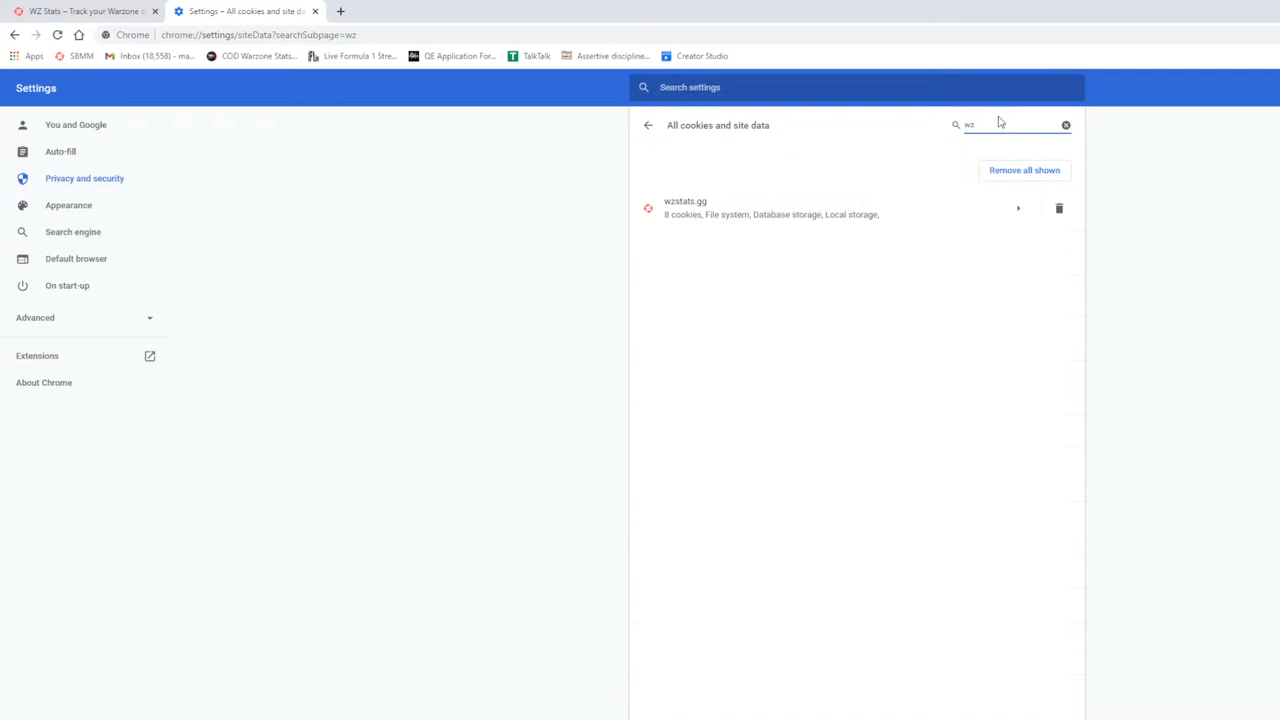 WZ Stats – Track your Warzone s
Settings – All cookies and site da
Chrome chrome://settings/siteData?searchSubpage=wz
Apps SBMM Inbox (18,558) - ma... COD Warzone Stats... Live Formula 1 Stre... QE Application For... TalkTalk Assertive discipline... Creator Studio
Settings
Search settings
You and Google
Auto-fill
Privacy and security
Appearance
Search engine
Default browser
On start-up
Advanced
Extensions
About Chrome
All cookies and site data
wz
Remove all shown
wzstats.gg
8 cookies, File system, Database storage, Local storage,